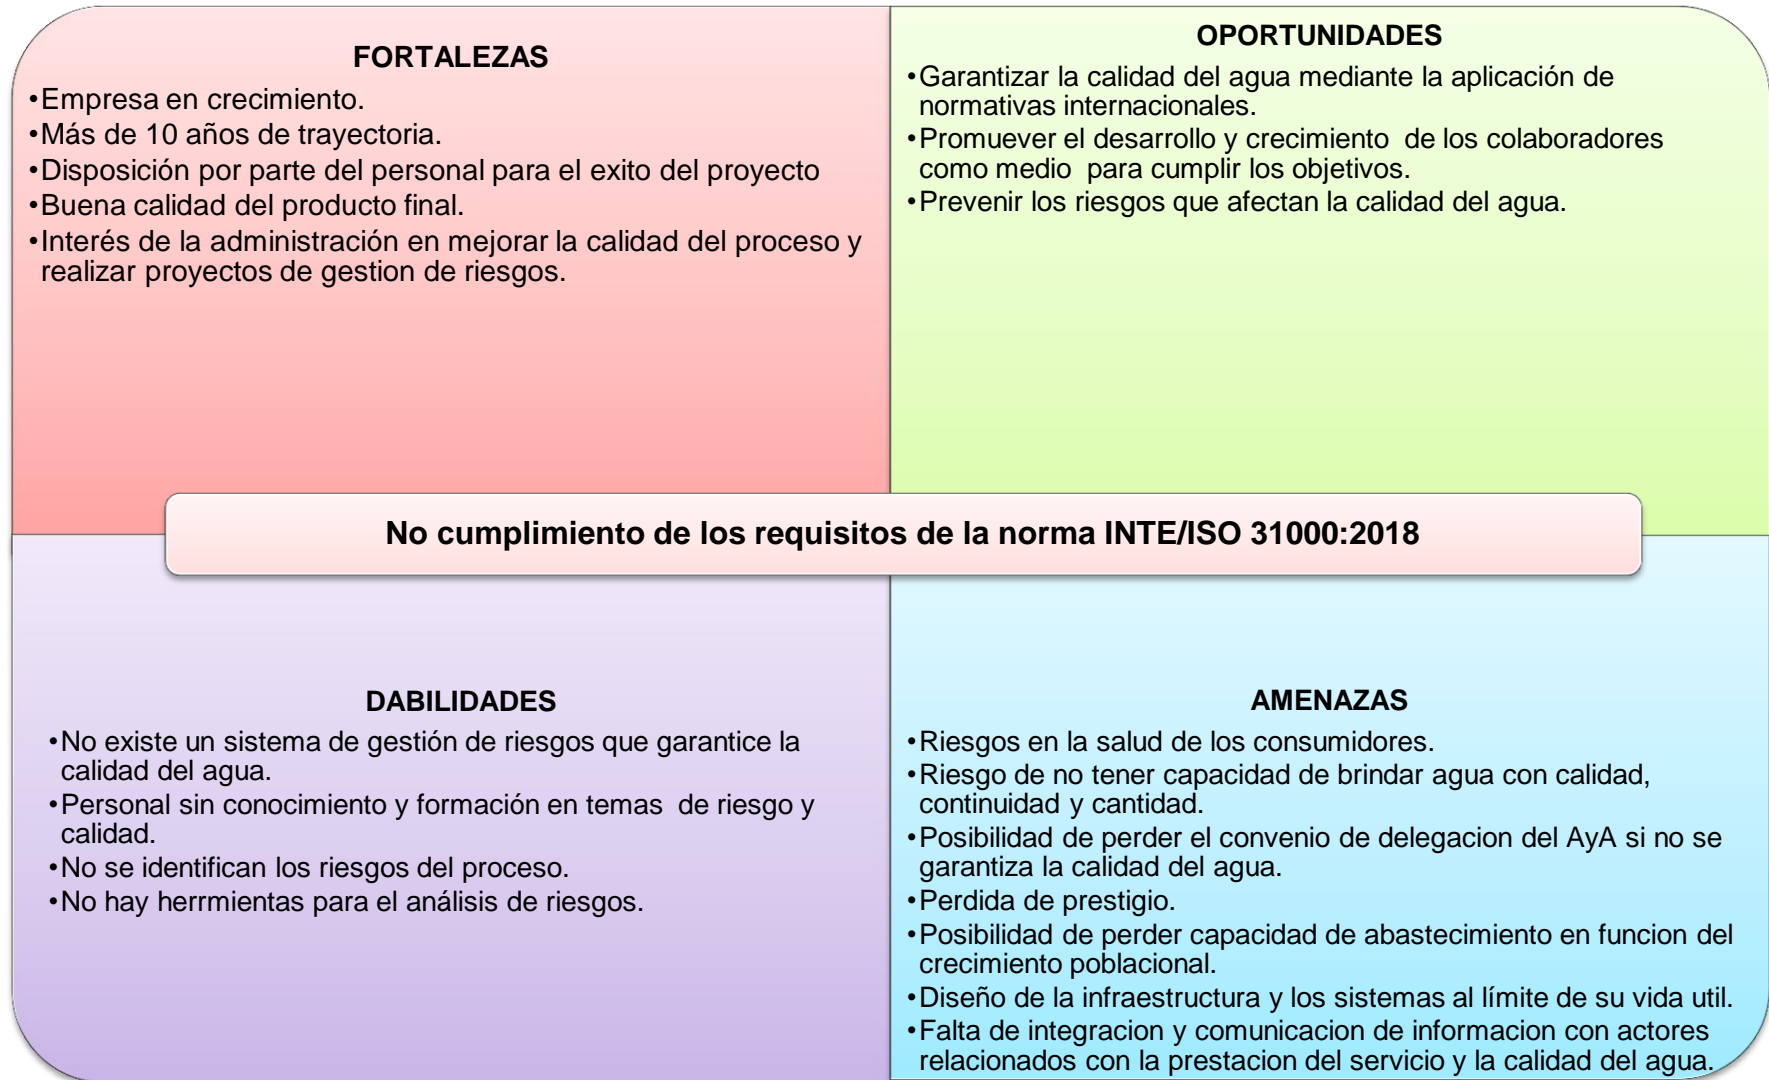 FORTALEZAS
•Empresa en crecimiento.
•Más de 10 años de trayectoria.
•Disposición por parte del personal para el exito del proyecto
•Buena calidad del producto final.
•Interés de la administración en mejorar la calidad del proceso y
realizar proyectos de gestion de riesgos.
OPORTUNIDADES
•Garantizar la calidad del agua mediante la aplicación de
normativas internacionales.
•Promuever el desarrollo y crecimiento de los colaboradores
como medio para cumplir los objetivos.
•Prevenir los riesgos que afectan la calidad del agua.
No cumplimiento de los requisitos de la norma INTE/ISO 31000:2018
DABILIDADES
•No existe un sistema de gestión de riesgos que garantice la
calidad del agua.
•Personal sin conocimiento y formación en temas de riesgo y
calidad.
•No se identifican los riesgos del proceso.
•No hay herrmientas para el análisis de riesgos.
AMENAZAS
•Riesgos en la salud de los consumidores.
•Riesgo de no tener capacidad de brindar agua con calidad,
continuidad y cantidad.
•Posibilidad de perder el convenio de delegacion del AyA si no se
garantiza la calidad del agua.
•Perdida de prestigio.
•Posibilidad de perder capacidad de abastecimiento en funcion del
crecimiento poblacional.
•Diseño de la infraestructura y los sistemas al límite de su vida util.
•Falta de integracion y comunicacion de informacion con actores
relacionados con la prestacion del servicio y la calidad del agua.